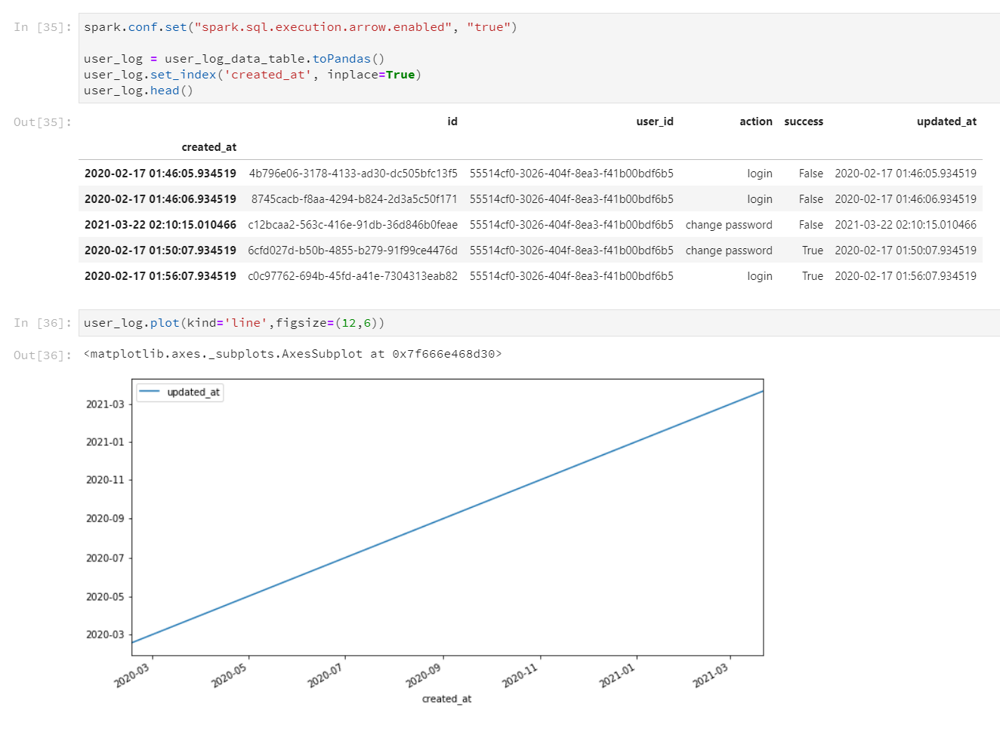 In [35]: spark.conf.set("spark.sql.execution.arrow.enabled", "true")
user_log = user_log_data_table.toPandas()
user_log.set_index('created_at', inplace=True)
user_log.head()
Out[35]: id user_id action success updated_at
created_at
2020-02-17 01:46:05.934519 4b796e06-3178-4133-ad30-dc505bfc13f5 55514cf0-3026-404f-8ea3-f41b00bdf6b5 login False 2020-02-17 01:46:05.934519
2020-02-17 01:46:06.934519 8745cacb-f8aa-4294-b824-2d3a5c50f171 55514cf0-3026-404f-8ea3-f41b00bdf6b5 login False 2020-02-17 01:46:06.934519
2021-03-22 02:10:15.010466 c12bcaa2-563c-416e-91db-36d846b0feae 55514cf0-3026-404f-8ea3-f41b00bdf6b5 change password False 2021-03-22 02:10:15.010466
2020-02-17 01:50:07.934519 6cfd027d-b50b-4855-b279-91f99ce4476d 55514cf0-3026-404f-8ea3-f41b00bdf6b5 change password True 2020-02-17 01:50:07.934519
2020-02-17 01:56:07.934519 c0c97762-694b-45fd-a41e-7304313eab82 55514cf0-3026-404f-8ea3-f41b00bdf6b5 login True 2020-02-17 01:56:07.934519
In [36]: user_log.plot(kind='line',figsize=(12,6))
Out[36]: <matplotlib.axes._subplots.AxesSubplot at 0x7f666e468d30>
updated_at
2021-03
2021-01
2020-11
2020-09
2020-07
2020-05
2020-03
2020-03 2020-05 2020-07 2020-09 2020-11 2021-01 2021-03
created_at